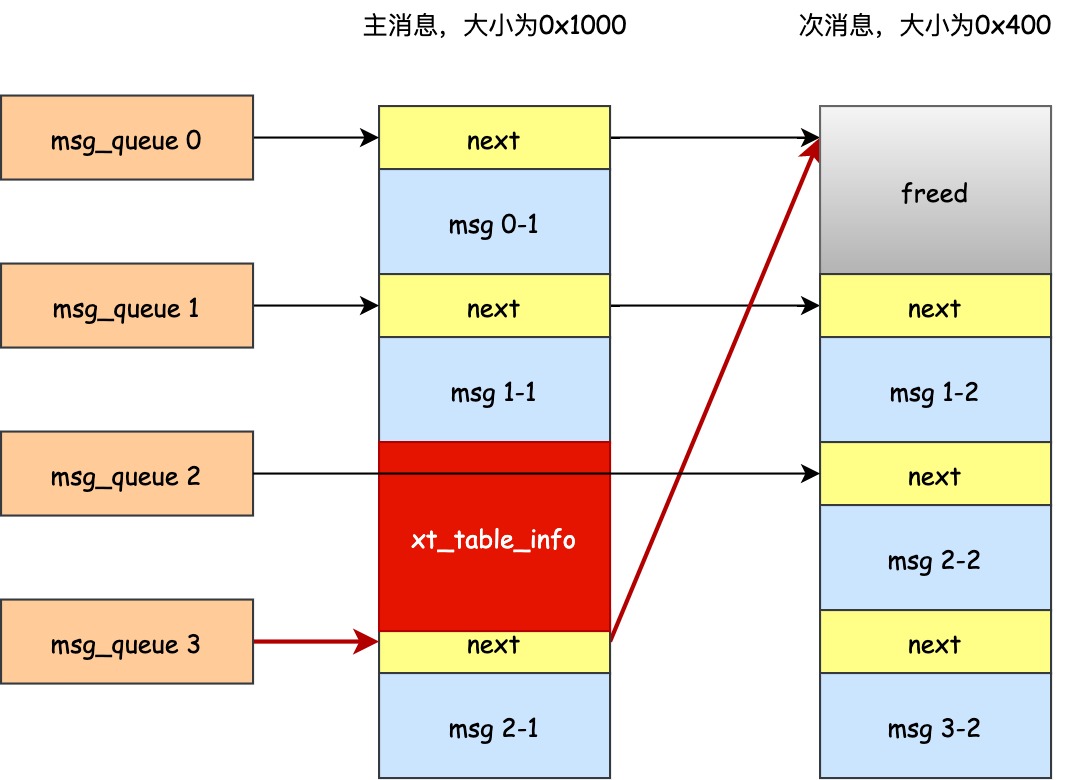 主消息，大小为0x1000
次消息，大小为0x400
msg_queue 0
next
freed
msg 0-1
msg_queue 1
next
next
msg 1-1
msg 1-2
msg_queue 2
next
xt_table_info
msg 2-2
msg_queue 3
next
next
msg 2-1
msg 3-2